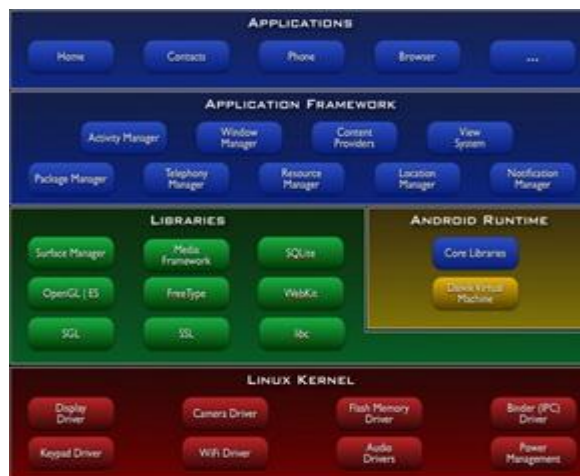 APPLICATIONS
Home
Contacts
Phone
Browser
...
APPLICATION FRAMEWORK
Activity Manager
Window
Manager
Content
Providers
View
System
Package Manager
Telephony
Manager
Resource
Manager
Location
Manager
Notification
Manager
LIBRARIES
Surface Manager
Media
Framework
SQLite
OpenGL | ES
FreeType
WebKit
SGL
SSL
libc
ANDROID RUNTIME
Core Libraries
Dalvik Virtual
Machine
LINUX KERNEL
Display
Driver
Camera Driver
Flash Memory
Driver
Binder (IPC)
Driver
Keypad Driver
WiFi Driver
Audio
Drivers
Power
Management